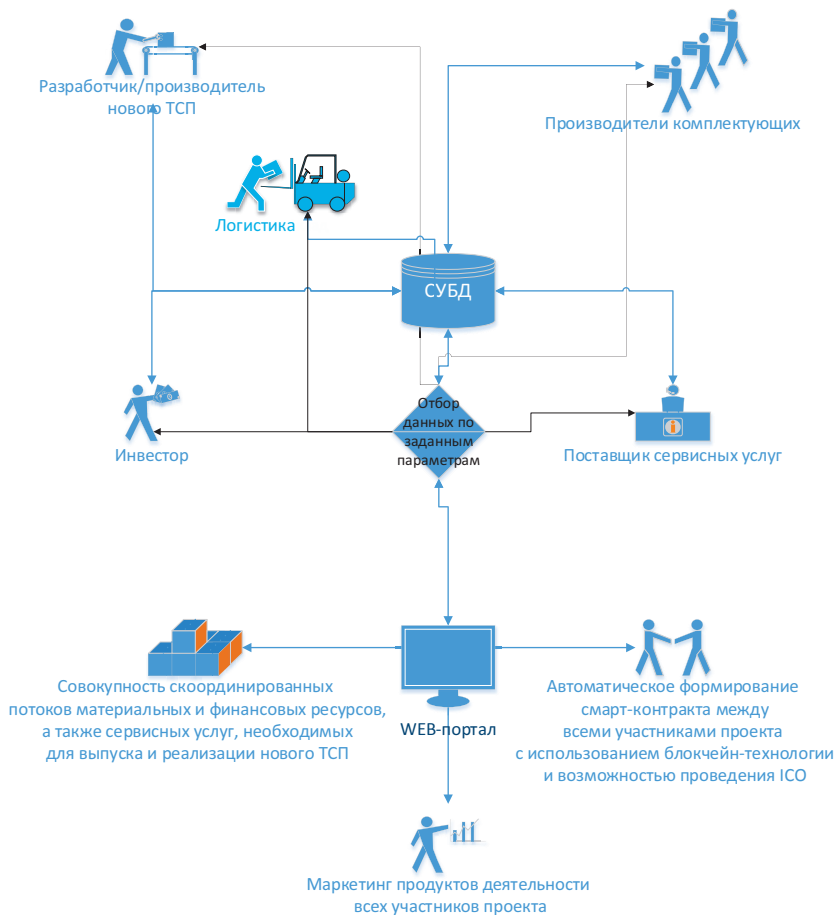 Разработчик/производитель
нового ТСП
Производители комплектующих
Логистика
СУБД
Отбор
данных по
заданным
параметрам
Инвестор
Поставщик сервисных услуг
Совокупность скоординированных
потоков материальных и финансовых ресурсов,
а также сервисных услуг, необходимых
для выпуска и реализации нового ТСП
WEB-портал
Автоматическое формирование
смарт-контракта между
всеми участниками проекта
с использованием блокчейн-технологии
и возможностью проведения ICO
Маркетинг продуктов деятельности
всех участников проекта